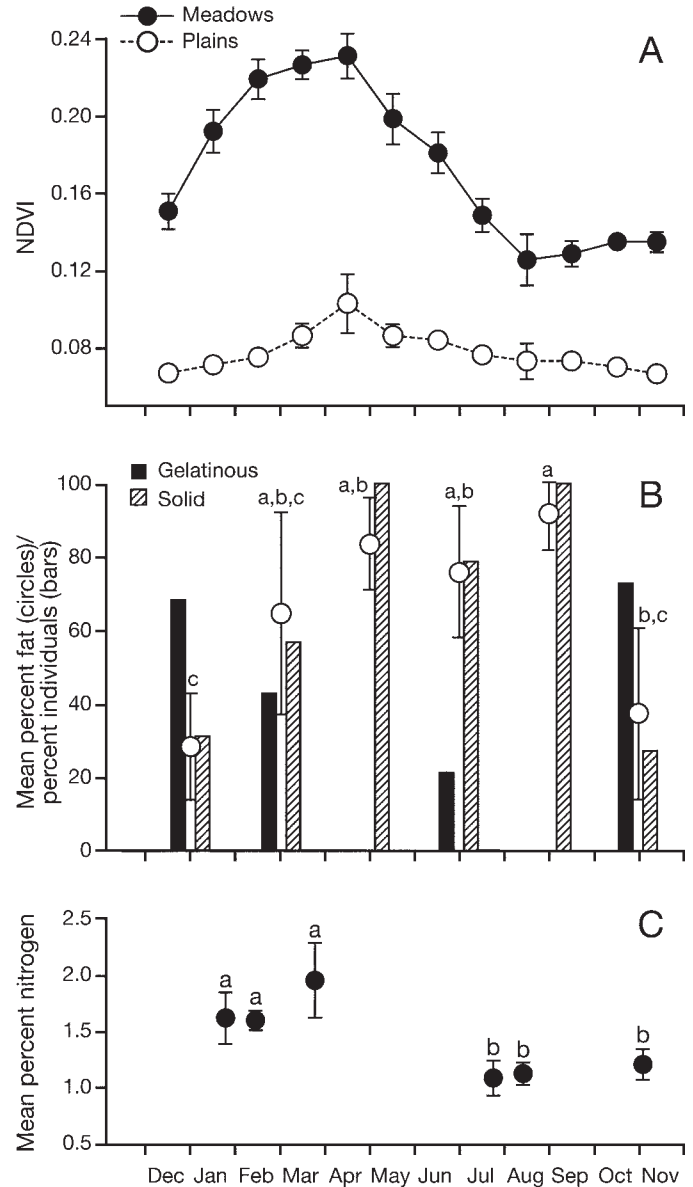 Meadows
Plains
A
0.24
0.20
0.16
0.12
0.08
NDVI
Gelatinous
Solid
B
100
80
60
40
20
0
Mean percent fat (circles)/
percent individuals (bars)
c
a,b,c
a,b
a,b
a
b,c
C
2.5
2.0
1.5
1.0
0.5
Mean percent nitrogen
a
a
a
b
b
b
Dec Jan Feb Mar Apr May Jun Jul Aug Sep Oct Nov